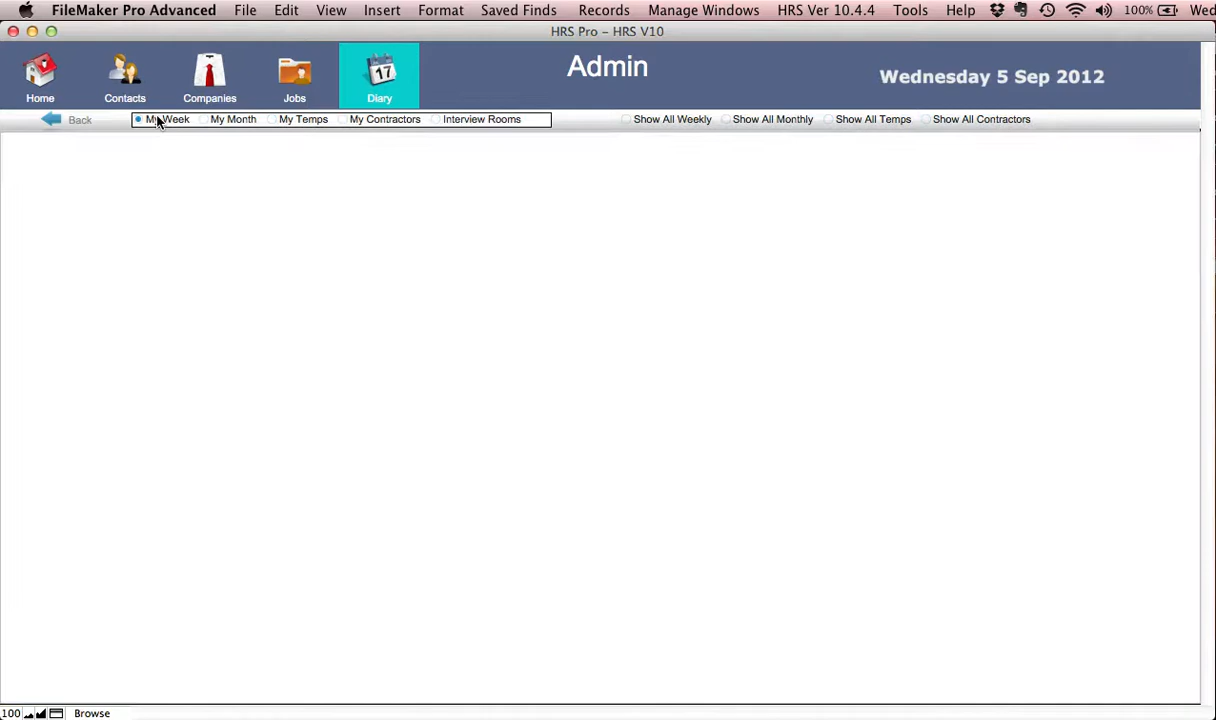 FileMaker Pro Advanced File Edit View Insert Format Saved Finds Records Manage Windows HRS Ver 10.4.4 Tools Help 100% Wed
HRS Pro – HRS V10
Admin
17
Wednesday 5 Sep 2012
Home Contacts Companies Jobs Diary
Back My Week My Month My Temps My Contractors Interview Rooms Show All Weekly Show All Monthly Show All Temps Show All Contractors
100 Browse